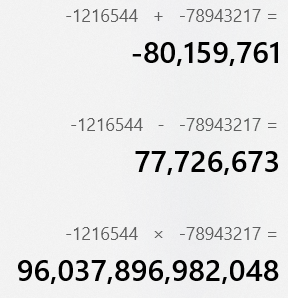 -1216544 + -78943217 =
-80,159,761
-1216544 - -78943217 =
77,726,673
-1216544 × -78943217 =
96,037,896,982,048